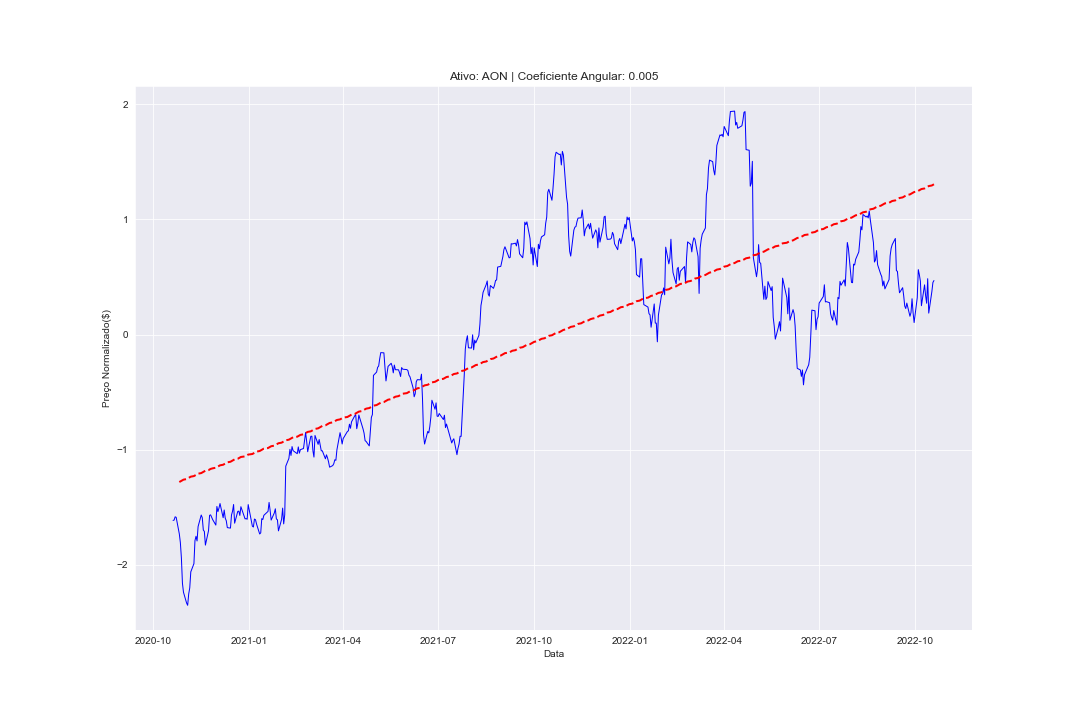 Ativo: AON | Coeficiente Angular: 0.005
2
1
0
−1
−2
Preço Normalizado($)
2020-10 2021-01 2021-04 2021-07 2021-10 2022-01 2022-04 2022-07 2022-10
Data